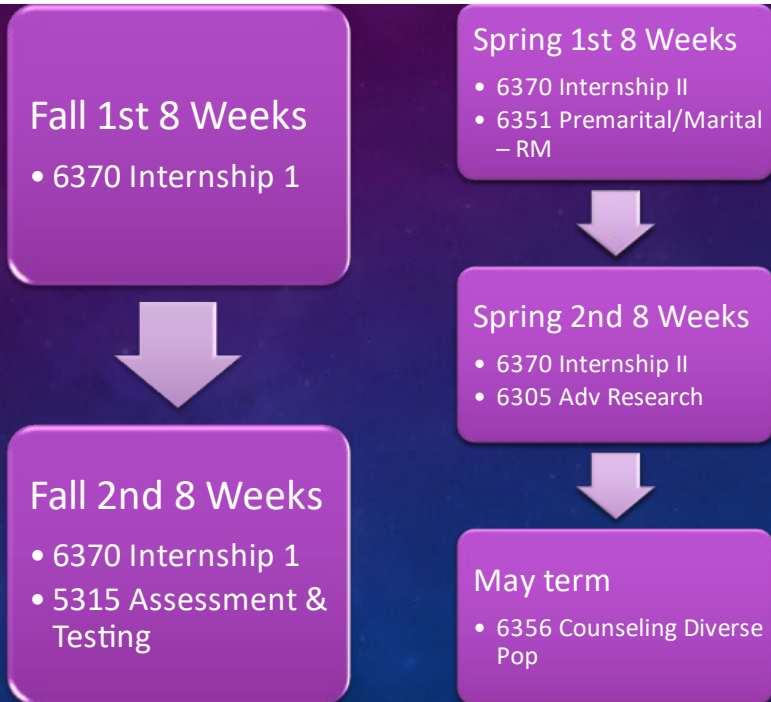 Fall 1st 8 Weeks
• 6370 Internship 1
Fall 2nd 8 Weeks
• 6370 Internship 1
• 5315 Assessment &
Testing
Spring 1st 8 Weeks
• 6370 Internship II
• 6351 Premarital/Marital
– RM
Spring 2nd 8 Weeks
• 6370 Internship II
• 6305 Adv Research
May term
• 6356 Counseling Diverse
Pop